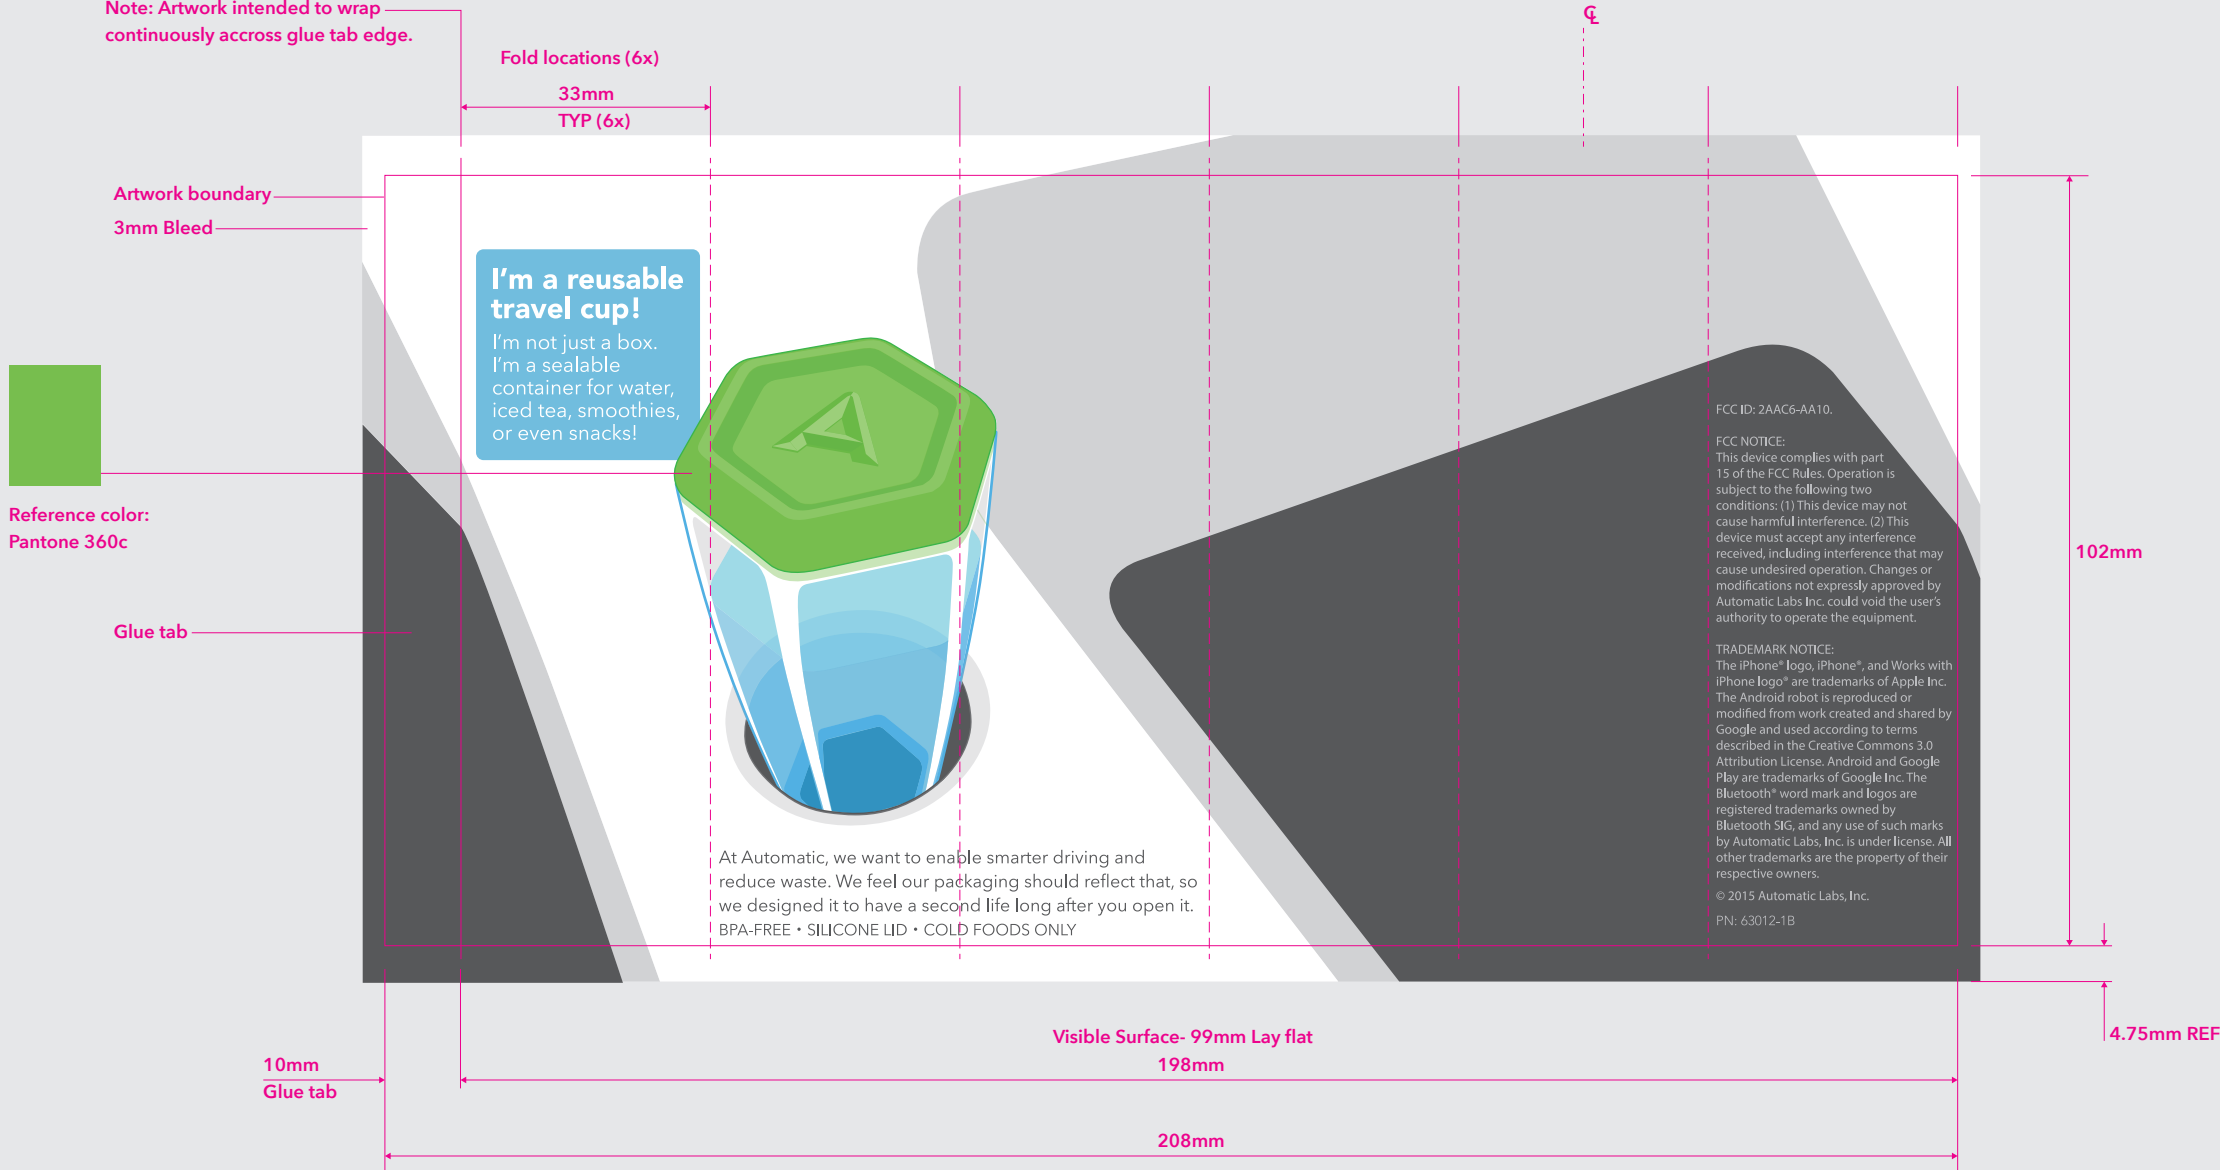 Note: Artwork intended to wrap
continuously accross glue tab edge.
Fold locations (6x)
33mm
TYP (6x)
℄
Artwork boundary
3mm Bleed
I'm a reusable
travel cup!
I'm not just a box.
I'm a sealable
container for water,
iced tea, smoothies,
or even snacks!
Reference color:
Pantone 360c
Glue tab
FCC ID: 2AAC6-AA10.
FCC NOTICE:
This device complies with part
15 of the FCC Rules. Operation is
subject to the following two
conditions: (1) This device may not
cause harmful interference. (2) This
device must accept any interference
received, including interference that may
cause undesired operation. Changes or
modifications not expressly approved by
Automatic Labs Inc. could void the user's
authority to operate the equipment.
TRADEMARK NOTICE:
The iPhone® logo, iPhone®, and Works with
iPhone logo® are trademarks of Apple Inc.
The Android robot is reproduced or
modified from work created and shared by
Google and used according to terms
described in the Creative Commons 3.0
Attribution License. Android and Google
Play are trademarks of Google Inc. The
Bluetooth® word mark and logos are
registered trademarks owned by
Bluetooth SIG, and any use of such marks
by Automatic Labs, Inc. is under license. All
other trademarks are the property of their
respective owners.
© 2015 Automatic Labs, Inc.
PN: 63012-1B
102mm
At Automatic, we want to enable smarter driving and
reduce waste. We feel our packaging should reflect that, so
we designed it to have a second life long after you open it.
BPA-FREE • SILICONE LID • COLD FOODS ONLY
4.75mm REF
Visible Surface- 99mm Lay flat
198mm
10mm
Glue tab
208mm